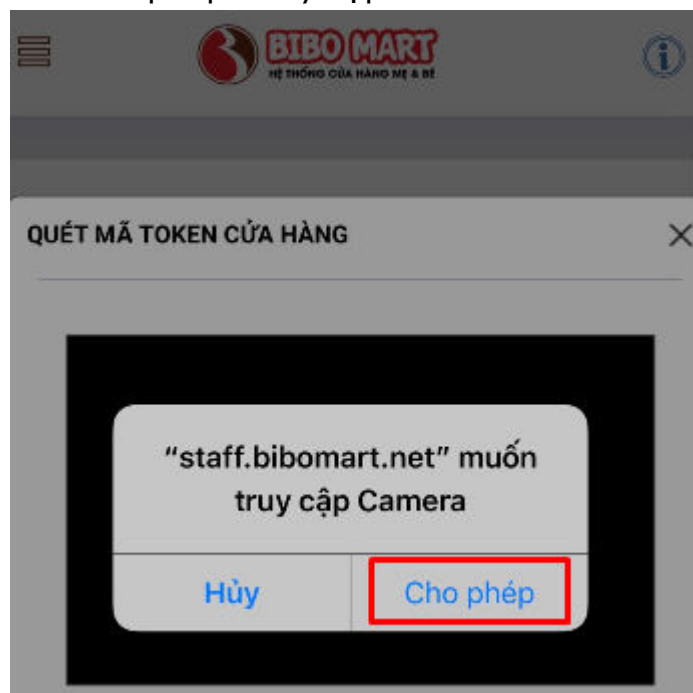 BIBO MART
HỆ THỐNG CỬA HÀNG MẸ & BÉ
QUÉT MÃ TOKEN CỬA HÀNG
“staff.bibomart.net” muốn
truy cập Camera
Hủy
Cho phép